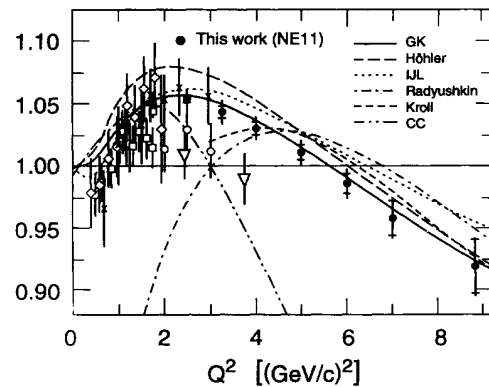 1.10
This work (NE11)
GK
Höhler
IJL
Radyushkin
Kroll
CC
1.05
1.00
0.95
0.90
0 2 4 6 8
Q² [(GeV/c)²]